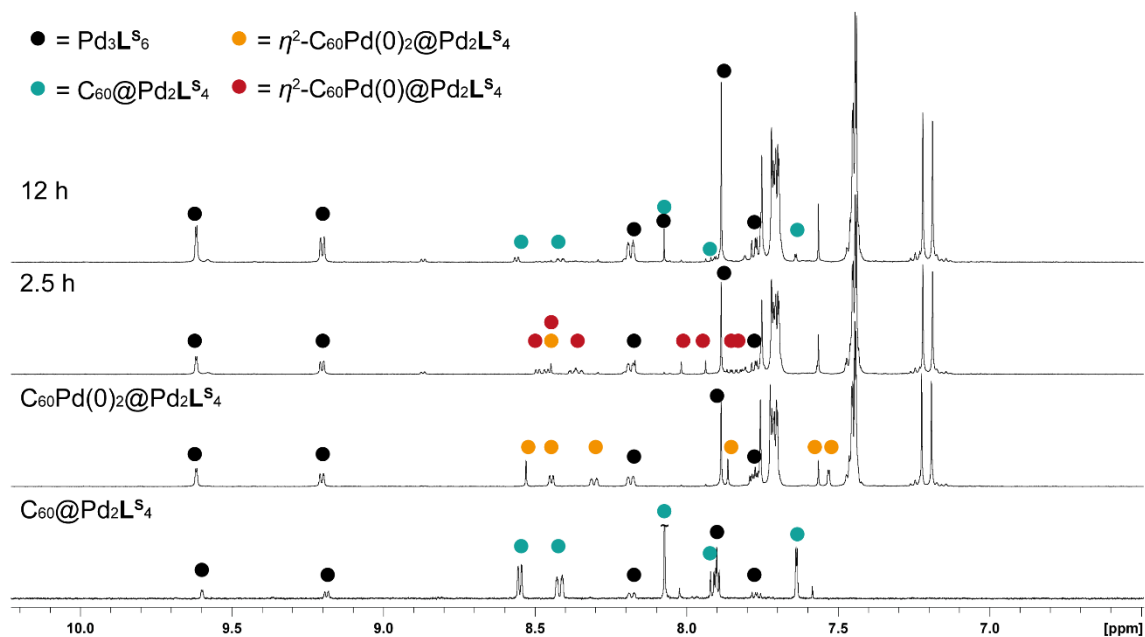 = Pd₃Lˢ₆
= η²-C₆₀Pd(0)₂@Pd₂Lˢ₄
= C₆₀@Pd₂Lˢ₄
= η²-C₆₀Pd(0)@Pd₂Lˢ₄
12 h
2.5 h
C₆₀Pd(0)₂@Pd₂Lˢ₄
C₆₀@Pd₂Lˢ₄
10.0 9.5 9.0 8.5 8.0 7.5 7.0 [ppm]